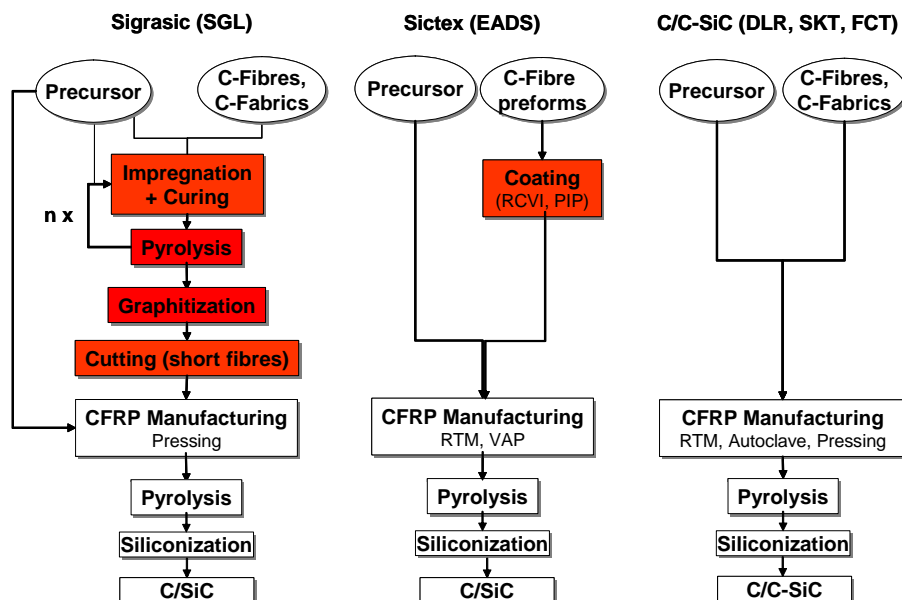 Sigrasic (SGL)
Precursor
C-Fibres,
C-Fabrics
Impregnation
+ Curing
n x
Pyrolysis
Graphitization
Cutting (short fibres)
CFRP Manufacturing
Pressing
Pyrolysis
Siliconization
C/SiC
Sictex (EADS)
Precursor
C-Fibre
preforms
Coating
(RCVI, PIP)
CFRP Manufacturing
RTM, VAP
Pyrolysis
Siliconization
C/SiC
C/C-SiC (DLR, SKT, FCT)
Precursor
C-Fibres,
C-Fabrics
CFRP Manufacturing
RTM, Autoclave, Pressing
Pyrolysis
Siliconization
C/C-SiC